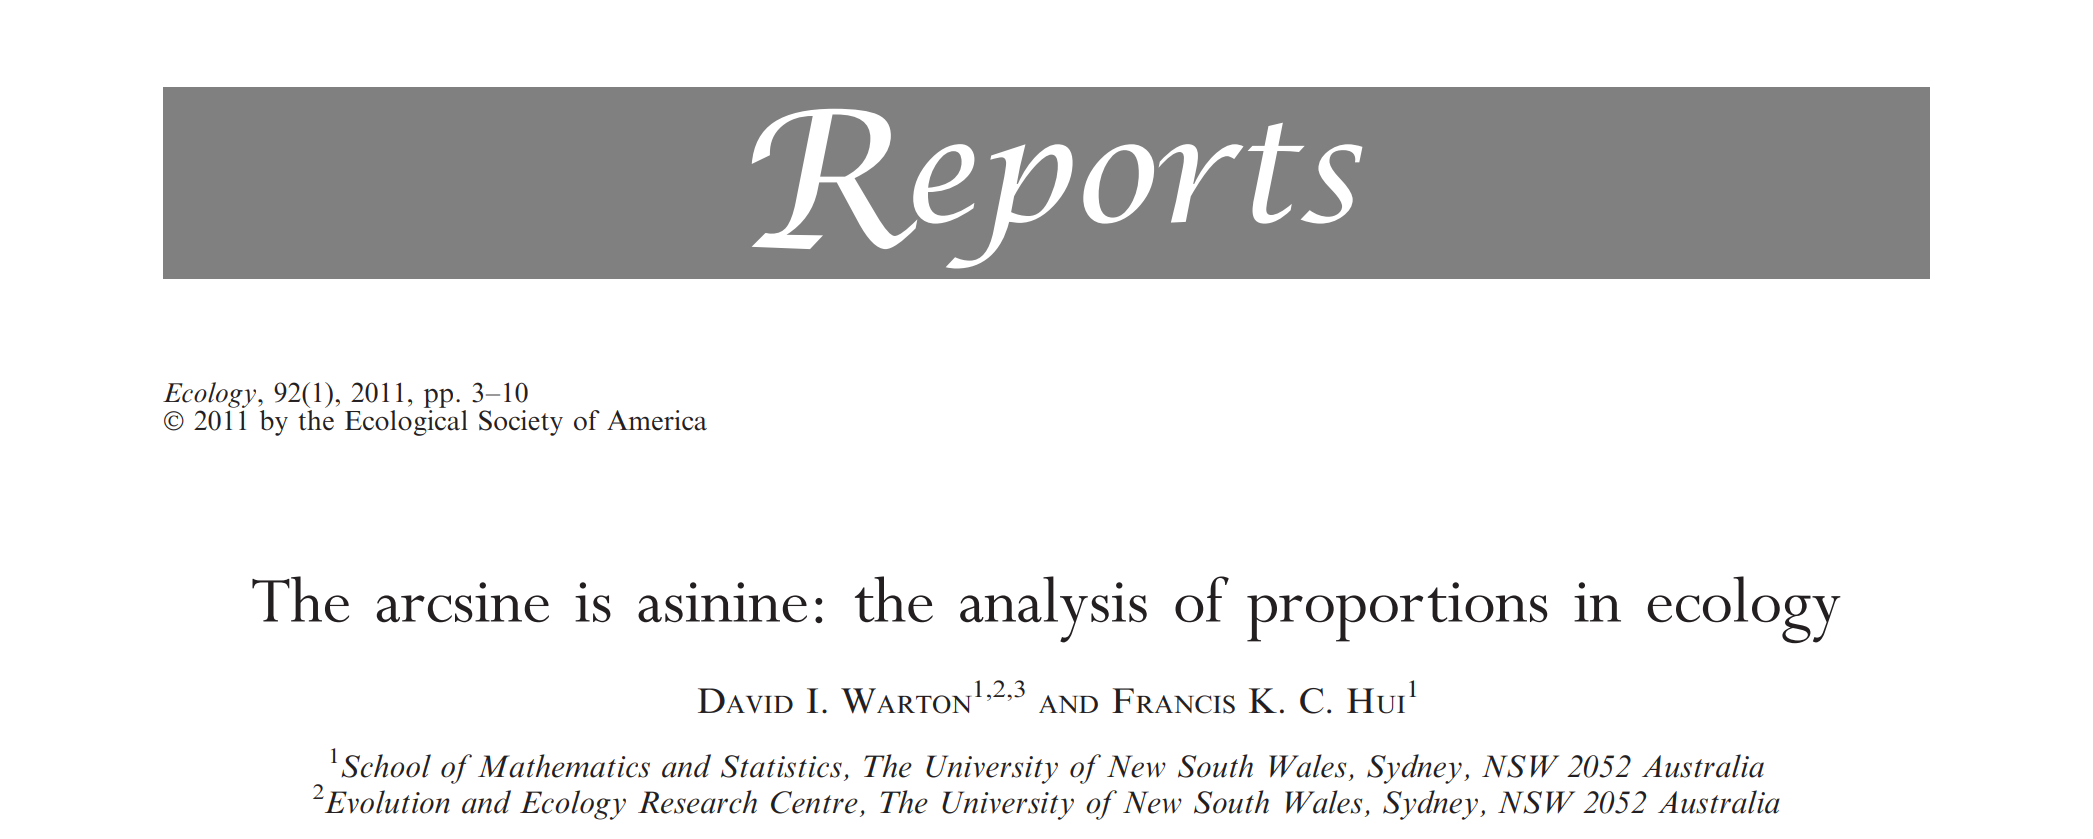 Reports
Ecology, 92(1), 2011, pp. 3–10
© 2011 by the Ecological Society of America
The arcsine is asinine: the analysis of proportions in ecology
David I. Warton1,2,3 and Francis K. C. Hui1
1School of Mathematics and Statistics, The University of New South Wales, Sydney, NSW 2052 Australia
2Evolution and Ecology Research Centre, The University of New South Wales, Sydney, NSW 2052 Australia